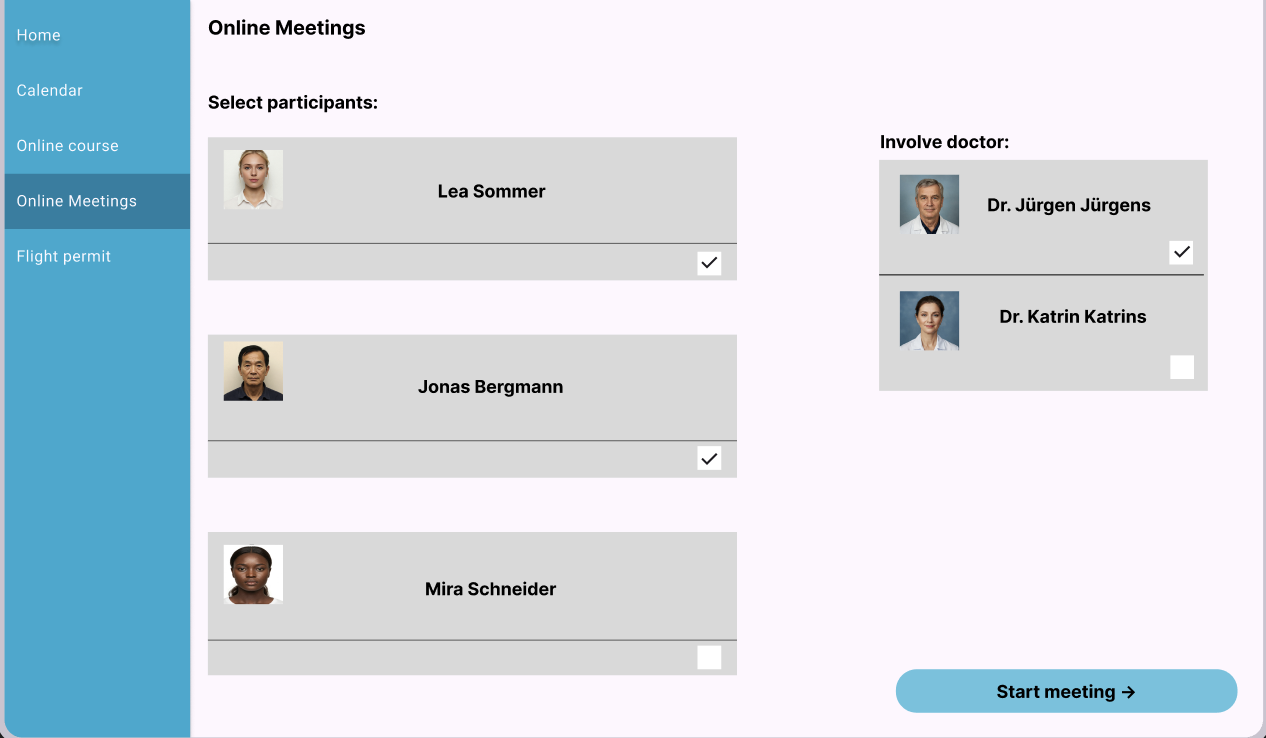 Home
Calendar
Online course
Online Meetings
Flight permit
Online Meetings
Select participants:
Lea Sommer
Jonas Bergmann
Mira Schneider
Involve doctor:
Dr. Jürgen Jürgens
Dr. Katrin Katrins
Start meeting →